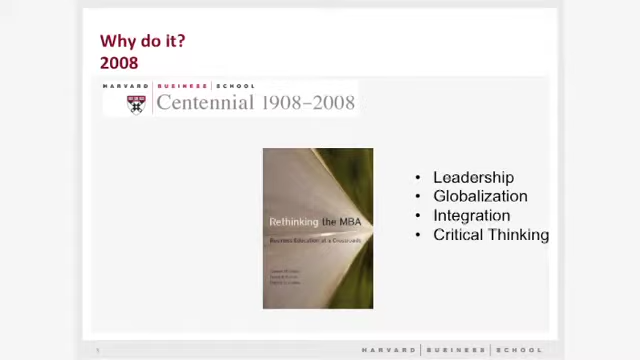 Why do it?
2008
HARVARD | BUSINESS | SCHOOL
Centennial 1908–2008
Rethinking the MBA
Business Education at a Crossroads
• Leadership
• Globalization
• Integration
• Critical Thinking
HARVARD | BUSINESS | SCHOOL